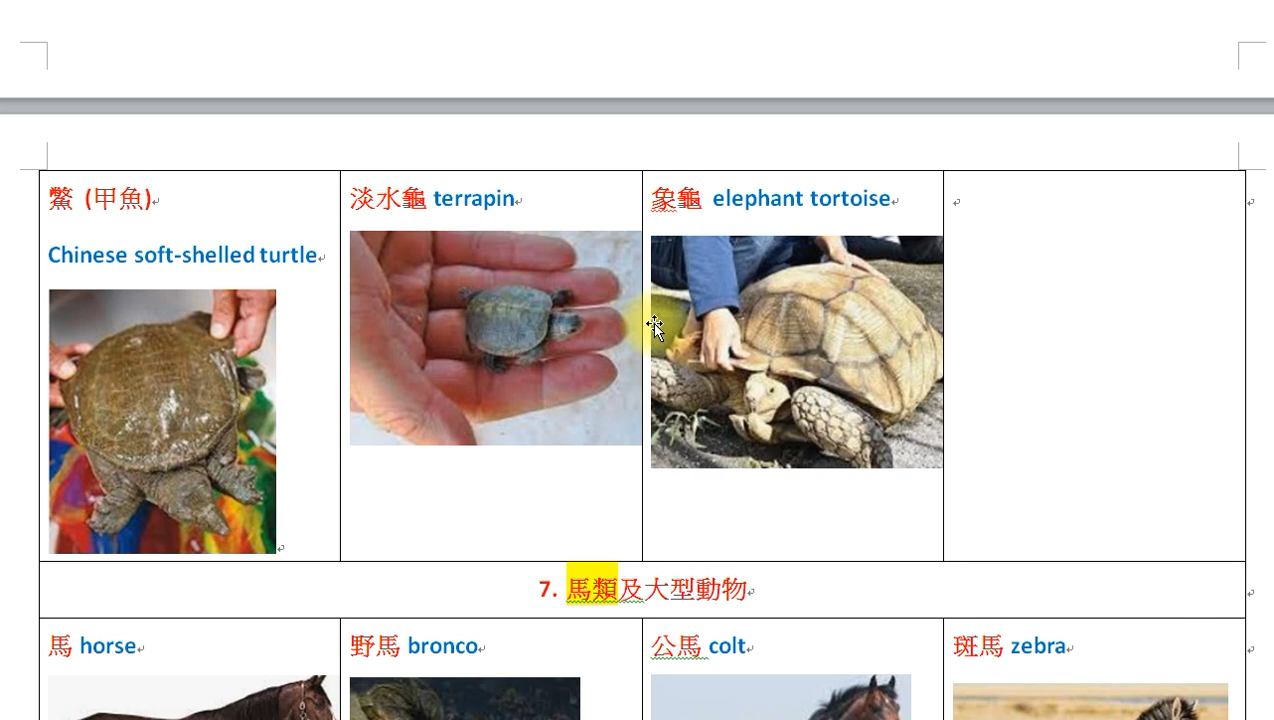 鱉 (甲魚)
Chinese soft-shelled turtle
淡水龜 terrapin
象龜 elephant tortoise
7. 馬類及大型動物
馬 horse
野馬 bronco
公馬 colt
斑馬 zebra